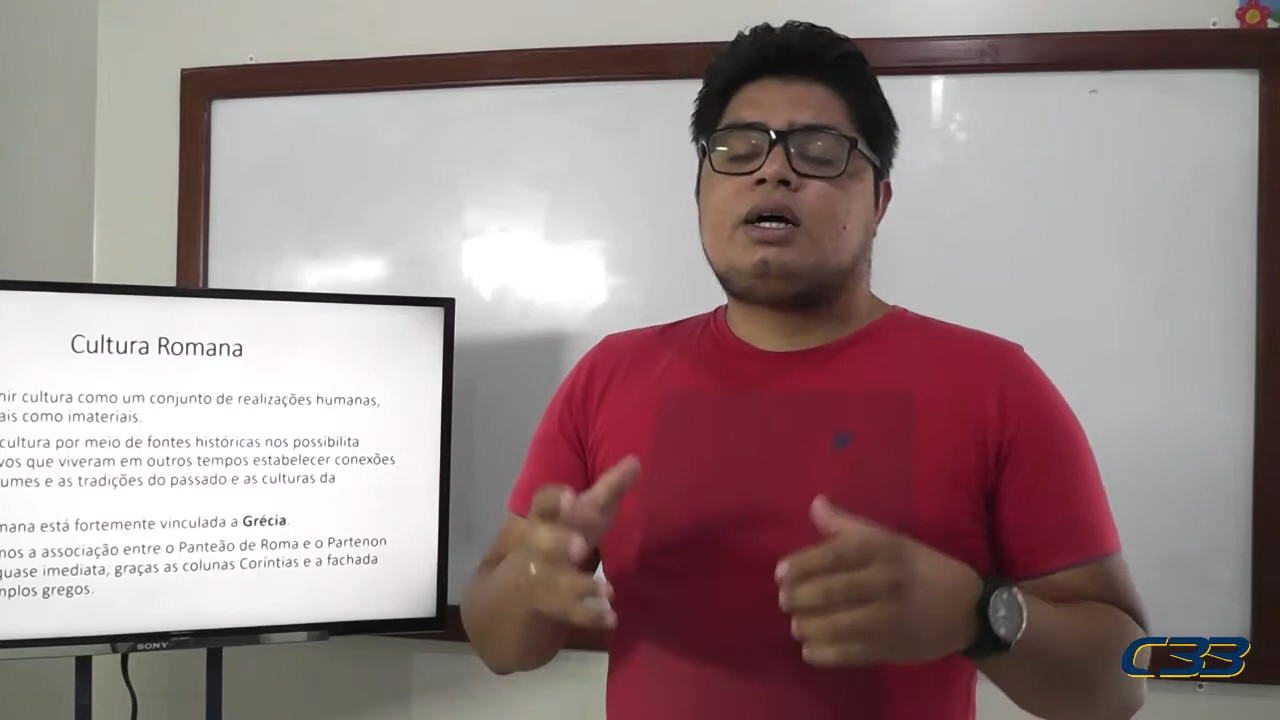 Cultura Romana
nir cultura como um conjunto de realizações humanas,
ais como imateriais.
cultura por meio de fontes históricas nos possibilita
vos que viveram em outros tempos estabelecer conexões
umes e as tradições do passado e as culturas da
mana está fortemente vinculada a Grécia.
nos a associação entre o Panteão de Roma e o Partenon
quase imediata, graças as colunas Coríntias e a fachada
mplos gregos.
SONY
C33